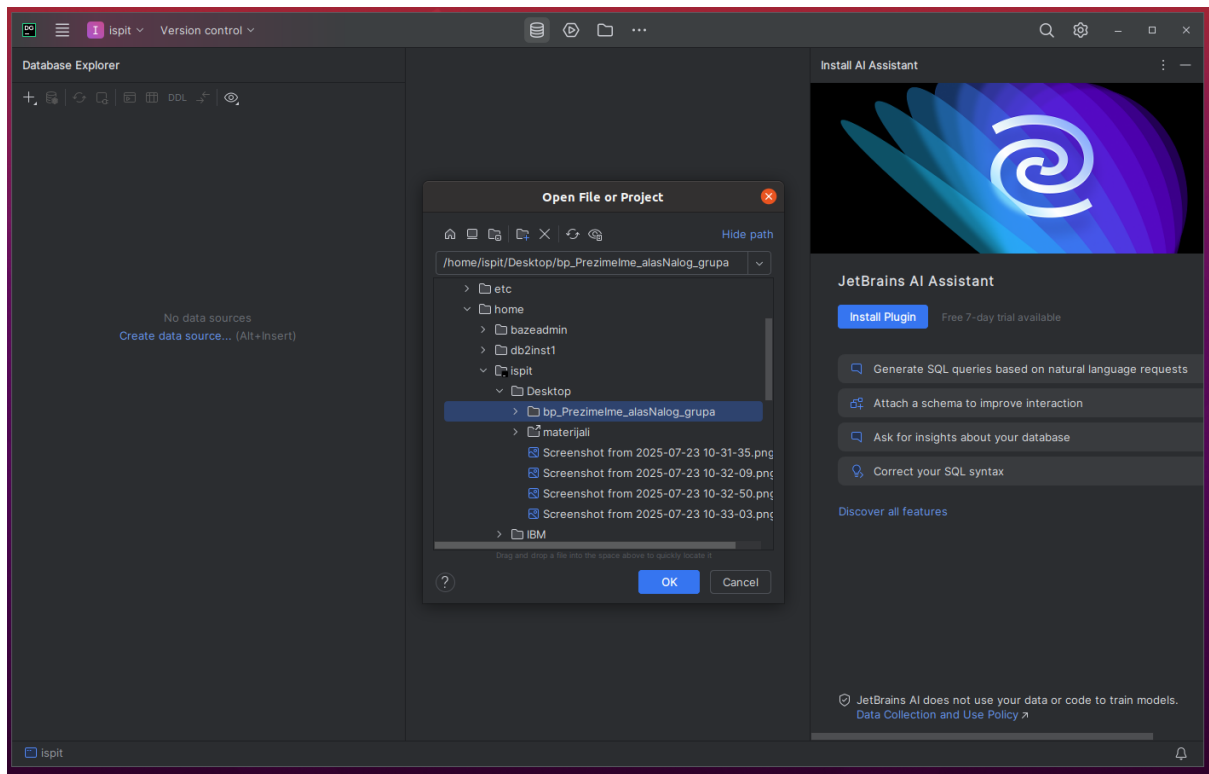 DG
I ispit Version control
Database Explorer
DDL
No data sources
Create data source... (Alt+Insert)
Open File or Project
Hide path
/home/ispit/Desktop/bp_PrezimeIme_alasNalog_grupa
etc
home
bazeadmin
db2inst1
ispit
Desktop
bp_PrezimeIme_alasNalog_grupa
materijali
Screenshot from 2025-07-23 10-31-35.png
Screenshot from 2025-07-23 10-32-09.png
Screenshot from 2025-07-23 10-32-50.png
Screenshot from 2025-07-23 10-33-03.png
IBM
Drag and drop a file into the space above to quickly locate it
?
OK
Cancel
Install AI Assistant
JetBrains AI Assistant
Install Plugin Free 7-day trial available
Generate SQL queries based on natural language requests
Attach a schema to improve interaction
Ask for insights about your database
Correct your SQL syntax
Discover all features
JetBrains AI does not use your data or code to train models.
Data Collection and Use Policy ↗
ispit